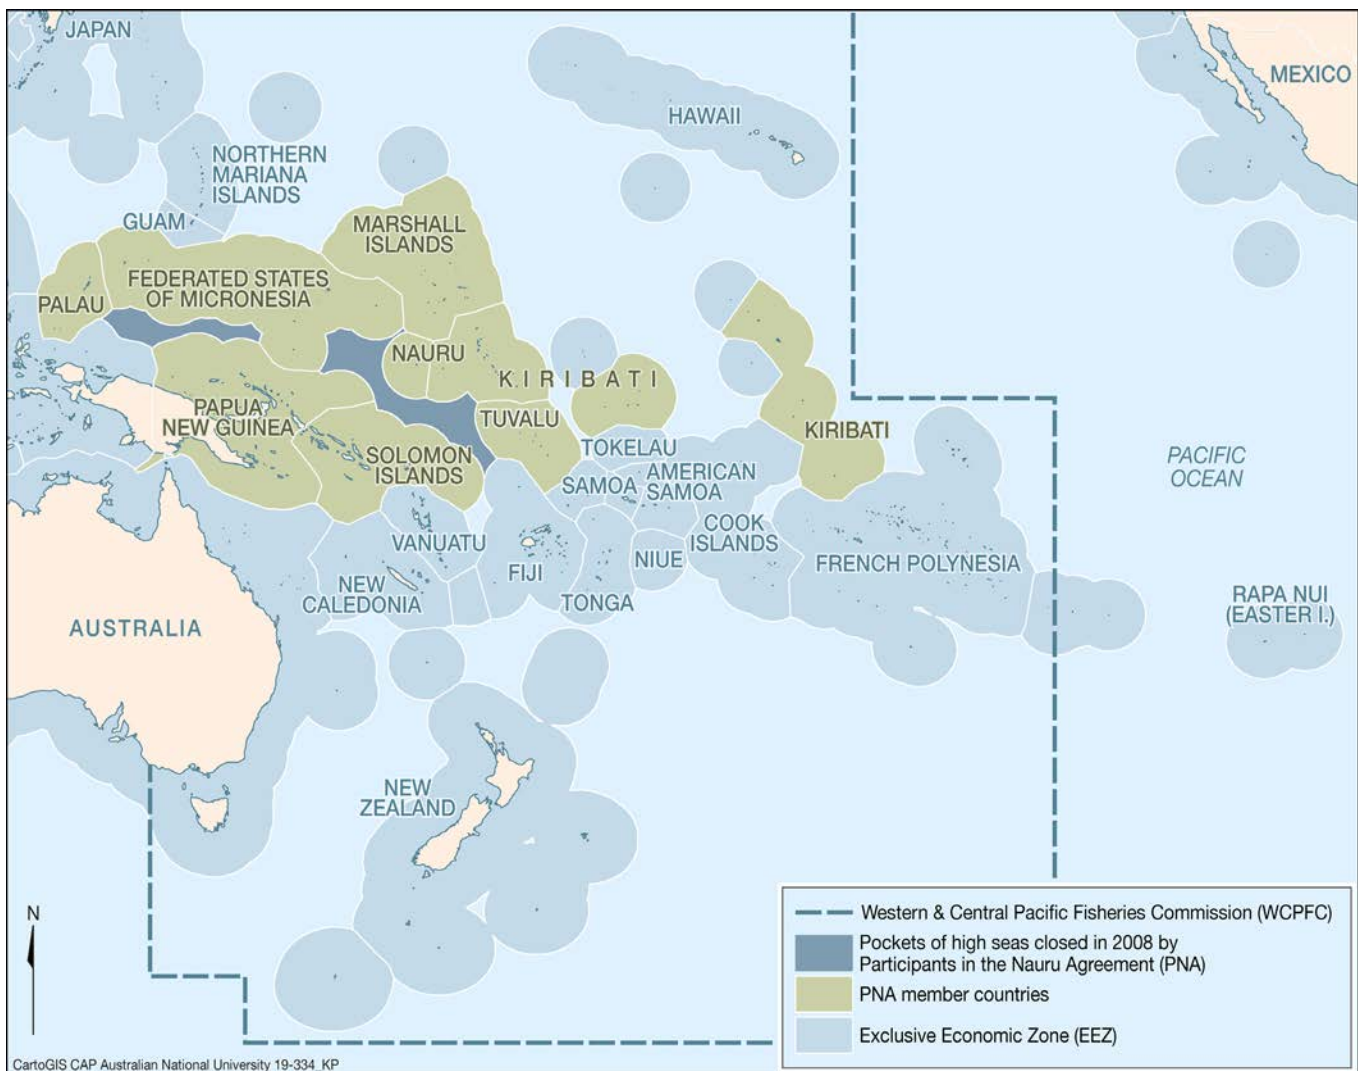 JAPAN
MEXICO
HAWAII
NORTHERN
MARIANA
ISLANDS
GUAM
MARSHALL
ISLANDS
FEDERATED STATES
OF MICRONESIA
PALAU
NAURU
KIRIBATI
PAPUA
NEW GUINEA
TUVALU
KIRIBATI
SOLOMON
ISLANDS
TOKELAU
PACIFIC
OCEAN
SAMOA
AMERICAN
SAMOA
COOK
ISLANDS
VANUATU
NIUE
FRENCH POLYNESIA
FIJI
NEW
CALEDONIA
TONGA
RAPA NUI
(EASTER I.)
AUSTRALIA
NEW
ZEALAND
N
Western & Central Pacific Fisheries Commission (WCPFC)
Pockets of high seas closed in 2008 by
Participants in the Nauru Agreement (PNA)
PNA member countries
Exclusive Economic Zone (EEZ)
CartoGIS CAP Australian National University 19-334_KP